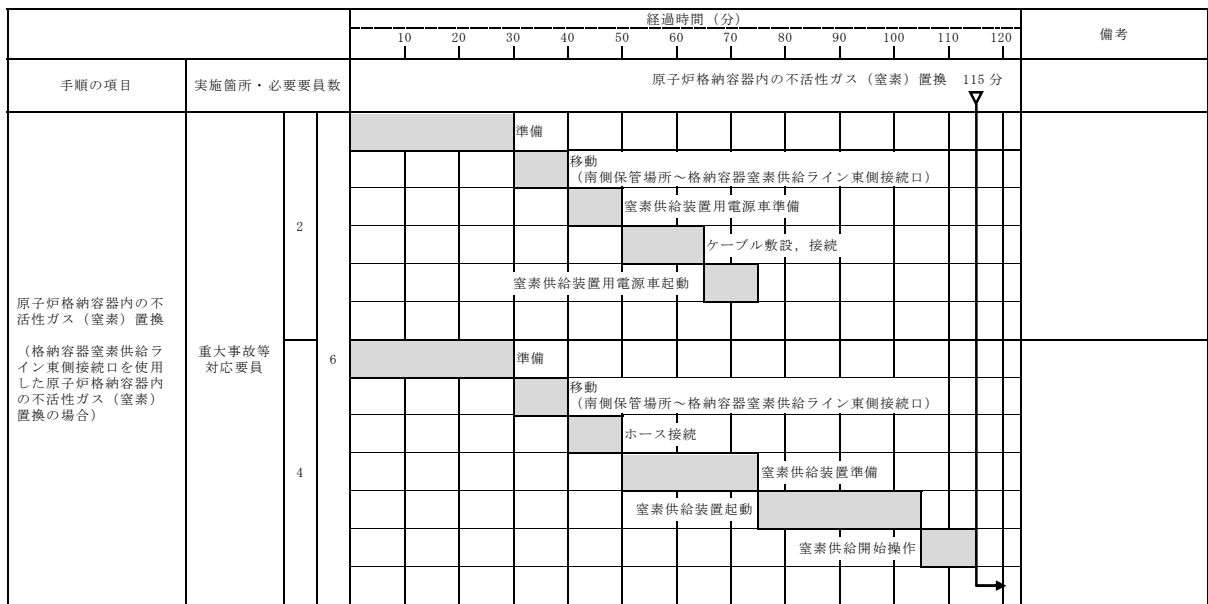 経過時間（分）
備考
10 20 30 40 50 60 70 80 90 100 110 120
手順の項目
実施箇所・必要要員数
原子炉格納容器内の不活性ガス（窒素）置換 115 分
原子炉格納容器内の不
活性ガス（窒素）置換
（格納容器窒素供給ラ
イン東側接続口を使用
した原子炉格納容器内
の不活性ガス（窒素）
置換の場合）
重大事故等
対応要員
6
2
準備
移動
（南側保管場所～格納容器窒素供給ライン東側接続口）
窒素供給装置用電源車準備
ケーブル敷設，接続
窒素供給装置用電源車起動
4
準備
移動
（南側保管場所～格納容器窒素供給ライン東側接続口）
ホース接続
窒素供給装置準備
窒素供給装置起動
窒素供給開始操作